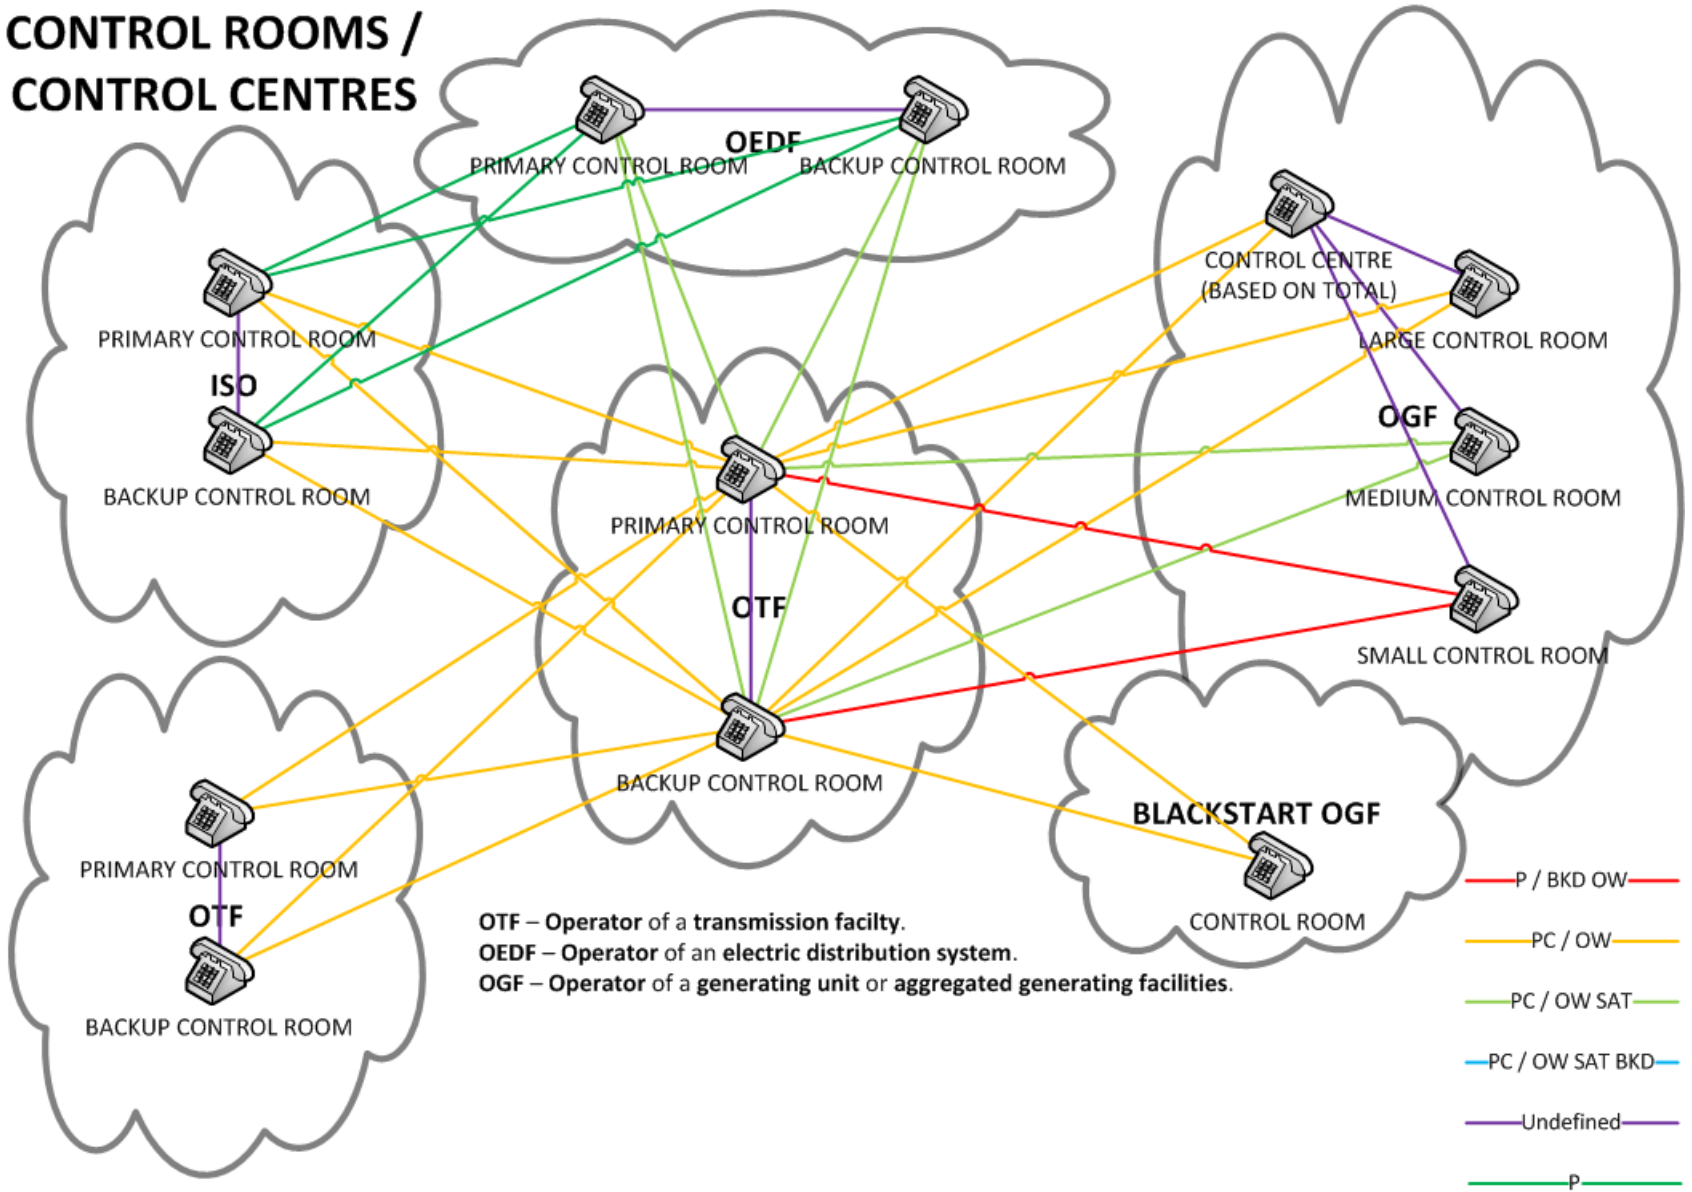 CONTROL ROOMS /
CONTROL CENTRES
OEDF
PRIMARY CONTROL ROOM
BACKUP CONTROL ROOM
PRIMARY CONTROL ROOM
ISO
BACKUP CONTROL ROOM
CONTROL CENTRE
(BASED ON TOTAL)
LARGE CONTROL ROOM
OGF
MEDIUM CONTROL ROOM
SMALL CONTROL ROOM
PRIMARY CONTROL ROOM
OTF
BACKUP CONTROL ROOM
PRIMARY CONTROL ROOM
OTF
BACKUP CONTROL ROOM
BLACKSTART OGF
CONTROL ROOM
OTF – Operator of a transmission facilty.
OEDF – Operator of an electric distribution system.
OGF – Operator of a generating unit or aggregated generating facilities.
P / BKD OW
PC / OW
PC / OW SAT
PC / OW SAT BKD
Undefined
P